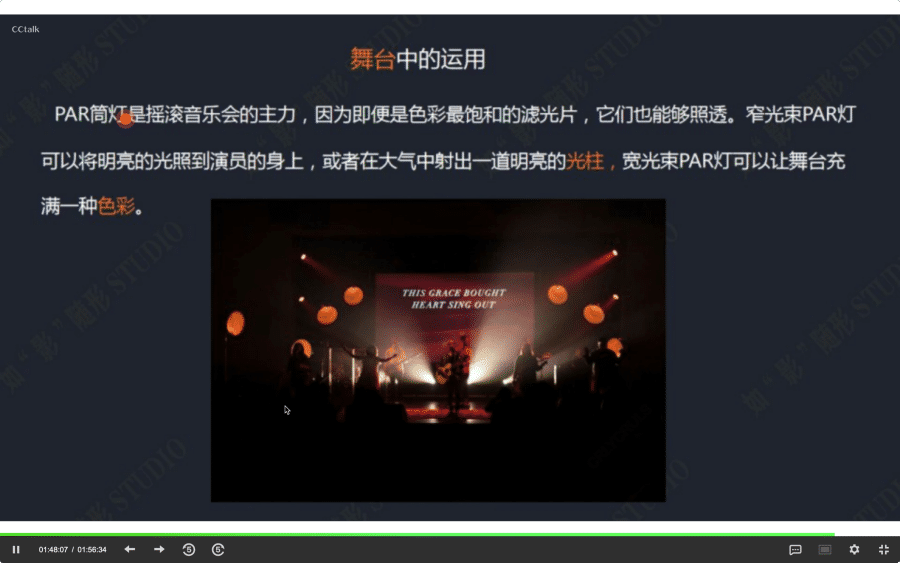 CCtalk
舞台中的运用
PAR筒灯是摇滚音乐会的主力，因为即便是色彩最饱和的滤光片，它们也能够照透。窄光束PAR灯
可以将明亮的光照到演员的身上，或者在大气中射出一道明亮的光柱，宽光束PAR灯可以让舞台充
满一种色彩。
THIS GRACE BOUGHT
HEART SING OUT
如"影"随形 STUDIO
01:48:07 / 01:56:34